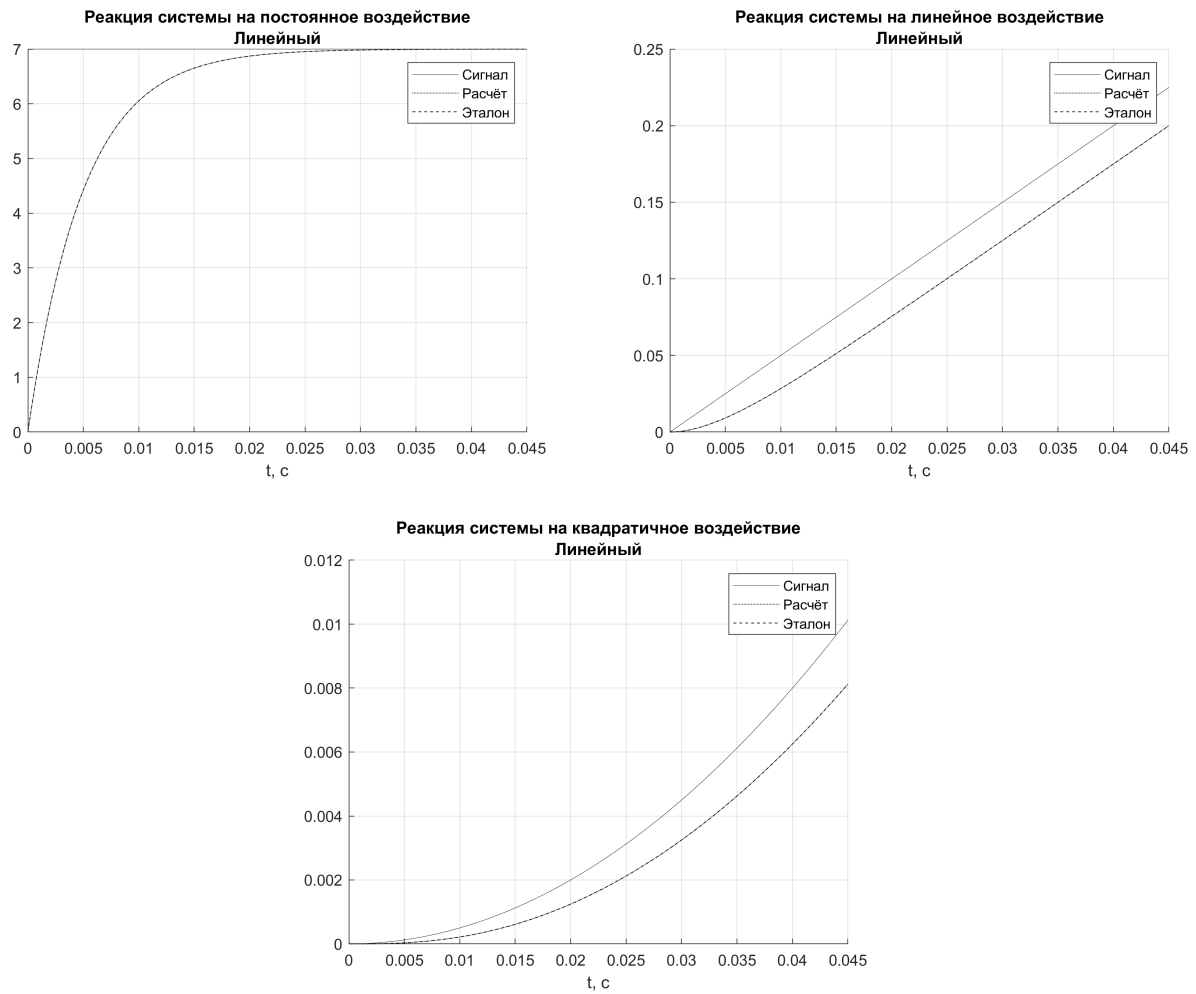 Реакция системы на постоянное воздействие
Линейный
7
6
5
4
3
2
1
0
Сигнал
Расчёт
Эталон
0 0.005 0.01 0.015 0.02 0.025 0.03 0.035 0.04 0.045
t, с
Реакция системы на линейное воздействие
Линейный
0.25
0.2
0.15
0.1
0.05
0
Сигнал
Расчёт
Эталон
0 0.005 0.01 0.015 0.02 0.025 0.03 0.035 0.04 0.045
t, с
Реакция системы на квадратичное воздействие
Линейный
0.012
0.01
0.008
0.006
0.004
0.002
0
Сигнал
Расчёт
Эталон
0 0.005 0.01 0.015 0.02 0.025 0.03 0.035 0.04 0.045
t, с